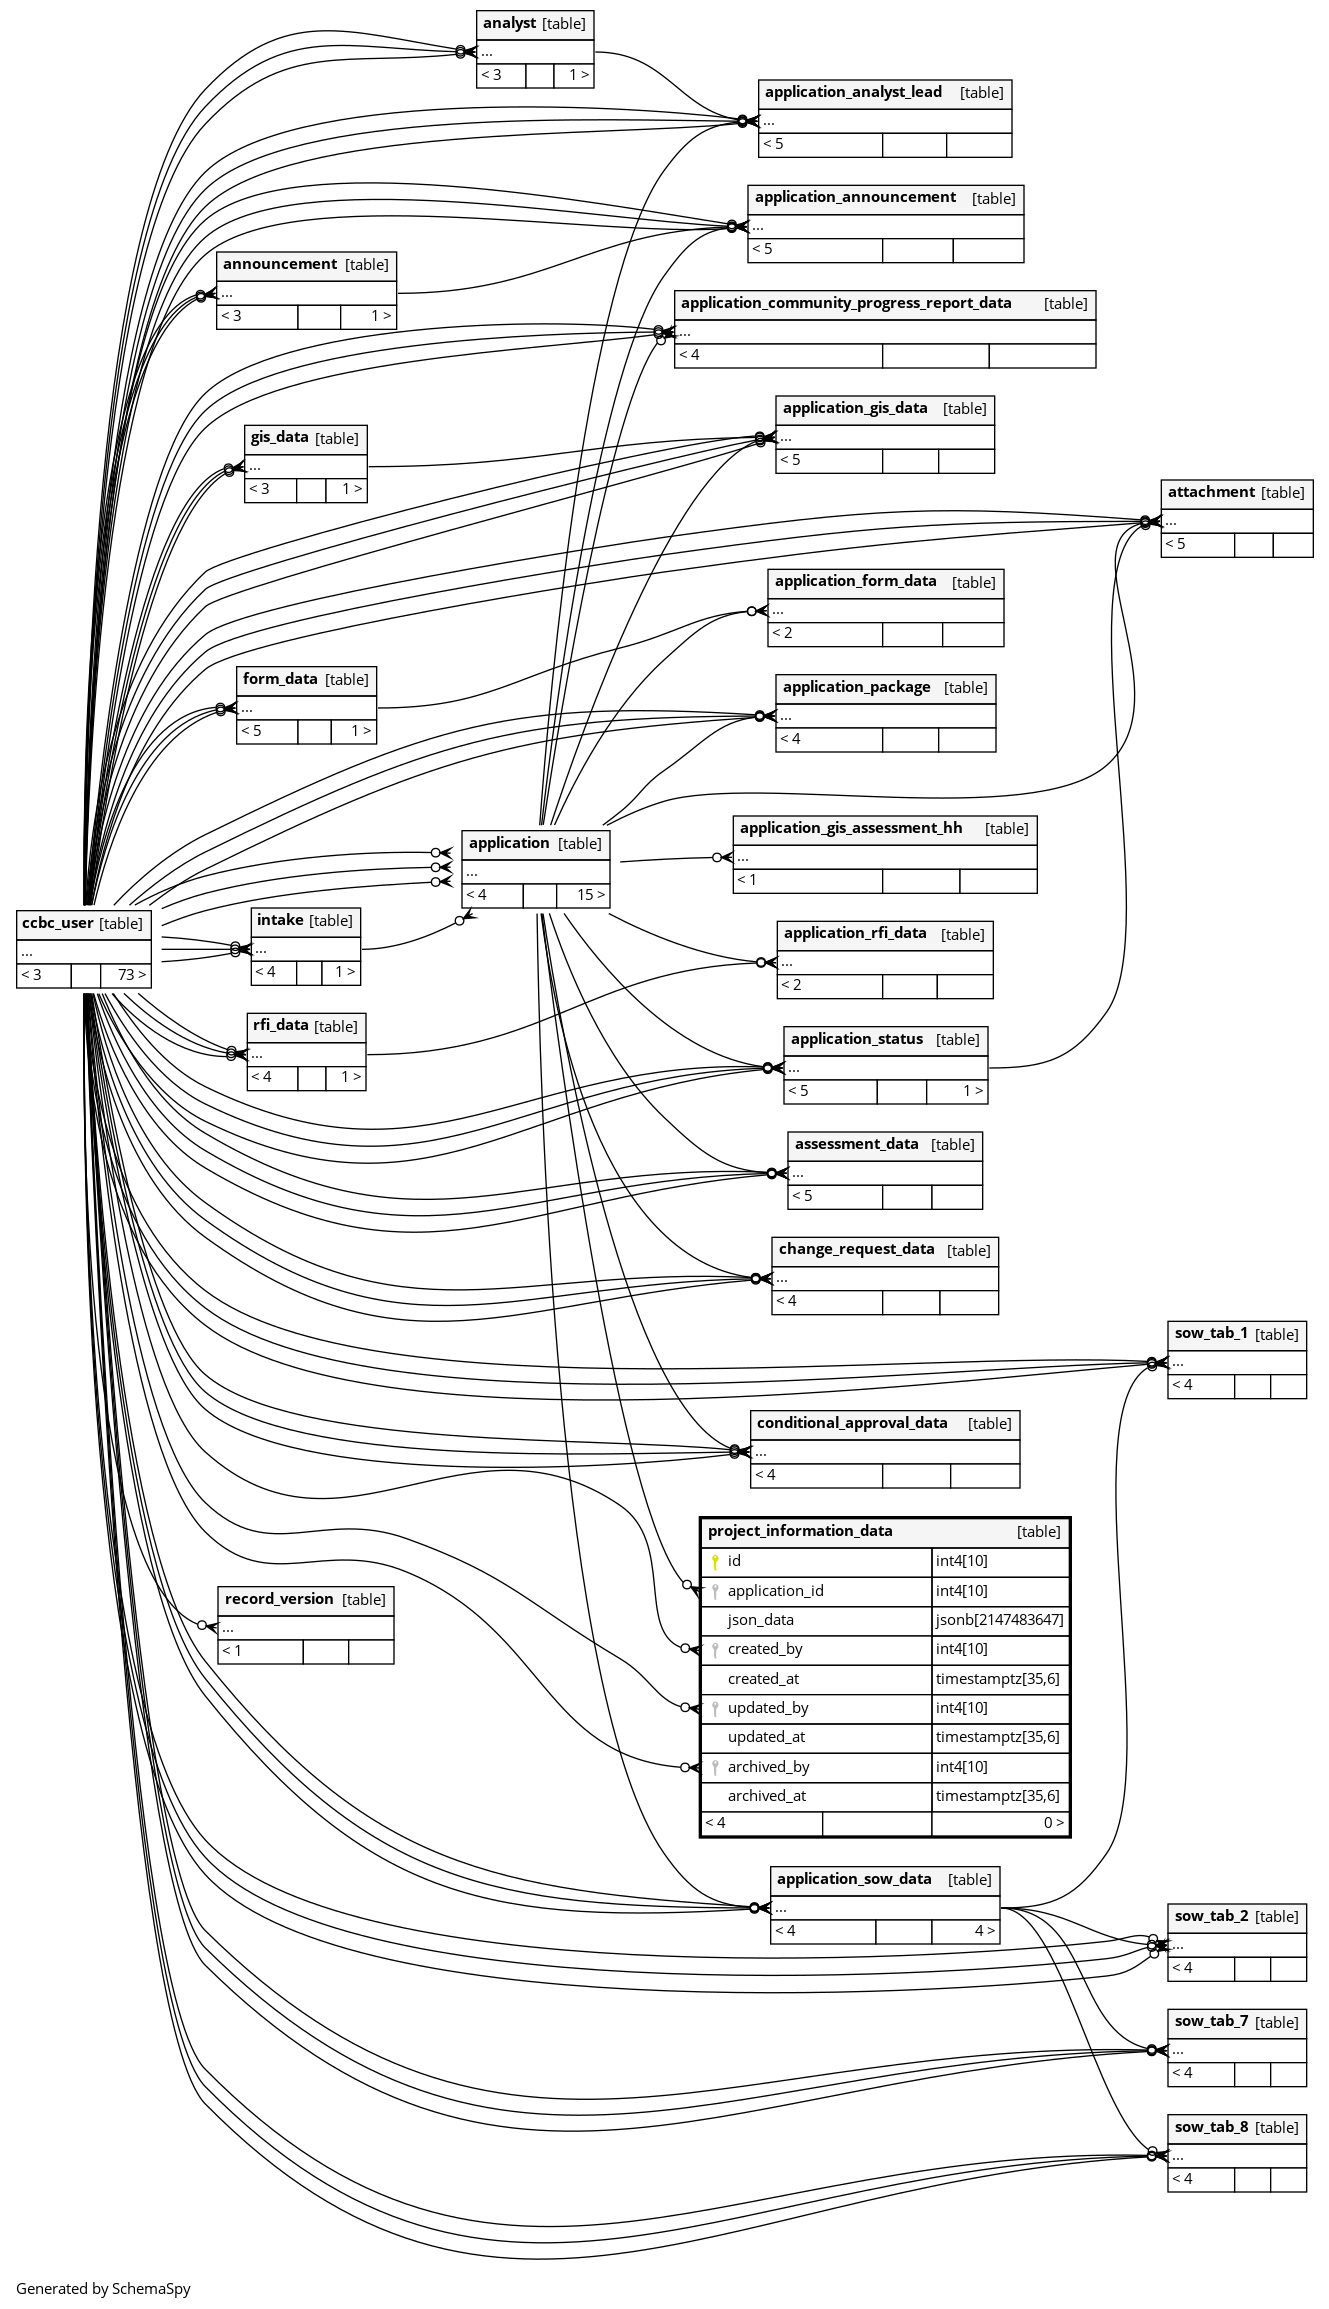 analyst [table]
...
< 3 1 >
application_analyst_lead [table]
...
< 5
application_announcement [table]
...
< 5
announcement [table]
...
< 3 1 >
application_community_progress_report_data [table]
...
< 4
application_gis_data [table]
...
< 5
gis_data [table]
...
< 3 1 >
attachment [table]
...
< 5
application_form_data [table]
...
< 2
form_data [table]
...
< 5 1 >
application_package [table]
...
< 4
application [table]
...
< 4 15 >
application_gis_assessment_hh [table]
...
< 1
ccbc_user [table]
...
< 3 73 >
intake [table]
...
< 4 1 >
application_rfi_data [table]
...
< 2
rfi_data [table]
...
< 4 1 >
application_status [table]
...
< 5 1 >
assessment_data [table]
...
< 5
change_request_data [table]
...
< 4
sow_tab_1 [table]
...
< 4
conditional_approval_data [table]
...
< 4
project_information_data [table]
id int4[10]
application_id int4[10]
json_data jsonb[2147483647]
created_by int4[10]
created_at timestamptz[35,6]
updated_by int4[10]
updated_at timestamptz[35,6]
archived_by int4[10]
archived_at timestamptz[35,6]
< 4 0 >
record_version [table]
...
< 1
application_sow_data [table]
...
< 4 4 >
sow_tab_2 [table]
...
< 4
sow_tab_7 [table]
...
< 4
sow_tab_8 [table]
...
< 4
Generated by SchemaSpy